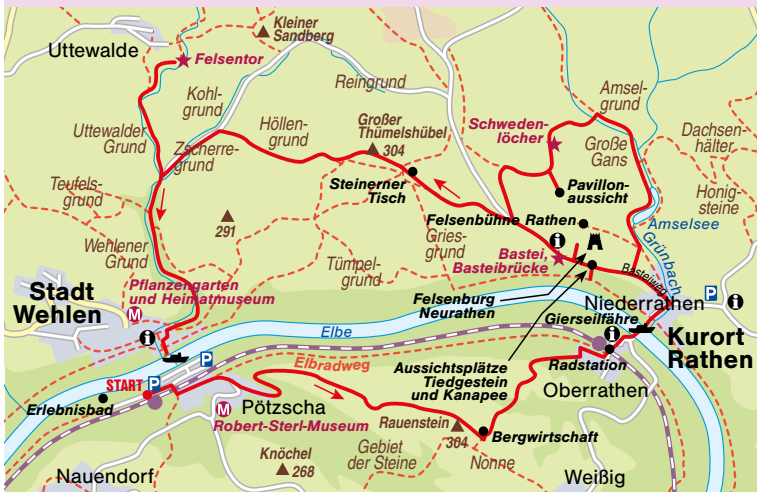 Kleiner
Sandberg
Uttewalde
Felsentor
Kohl-
grund
Reingrund
Amsel-
grund
Uttewalder
Grund
Zscherre-
grund
Höllen-
grund
Großer
Thümelshübel
304
Schweden-
löcher
Große
Gans
Dachsen-
hälter
Teufels-
grund
Steinerner
Tisch
Pavillon-
aussicht
Honig-
steine
291
Felsenbühne Rathen
Amselsee
Wehlener
Grund
Gries-
grund
Grünbach
Tümpel-
grund
Bastei,
Basteibrücke
Basteiweg
Pflanzengarten
und Heimatmuseum
M
Stadt
Wehlen
Felsenburg
Neurathen
Niederrathen
P
i
Gierseilfähre
Kurort
Rathen
Elbe
i
P
i
i
Elbradweg
Aussichtsplätze
Tiedgestein
und Kanapee
Radstation
START
P
Oberrathen
Erlebnisbad
Pötzscha
M
Robert-Sterl-Museum
Rauenstein
304
Bergwirtschaft
Knöchel
268
Gebiet
der Steine
Nonne
Nauendorf
Weißig